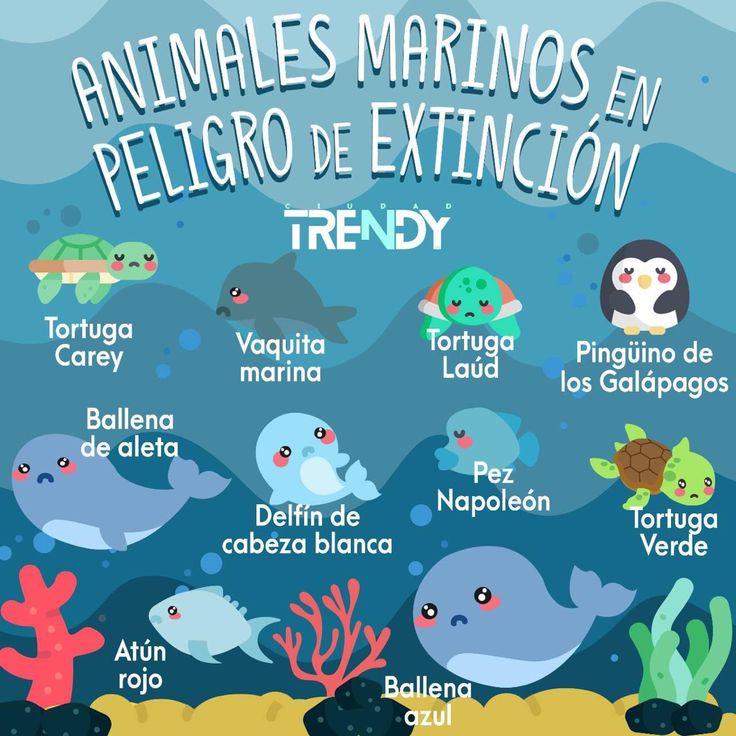 ANIMALES MARINOS EN
PELIGRO DE EXTINCIÓN
CIUDAD
TRENDY
Tortuga
Carey
Vaquita
marina
Tortuga
Laúd
Pingüino de
los Galápagos
Ballena
de aleta
Delfín de
cabeza blanca
Pez
Napoleón
Tortuga
Verde
Atún
rojo
Ballena
azul